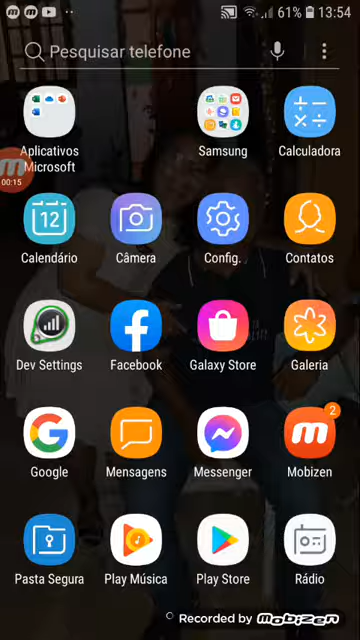 61% 13:54
Pesquisar telefone
Aplicativos
Microsoft
Samsung
Calculadora
00:15
12
Calendário
Câmera
Config.
Contatos
Dev Settings
Facebook
Galaxy Store
Galeria
2
Google
Mensagens
Messenger
Mobizen
Pasta Segura
Play Música
Play Store
Rádio
Recorded by Mobizen